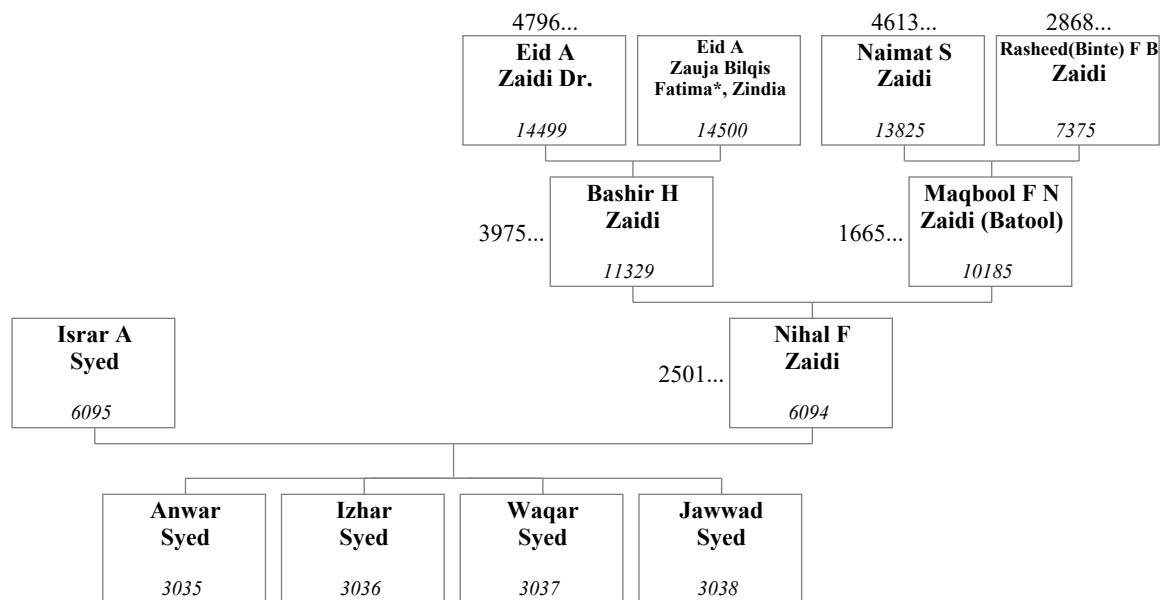 4796...
4613...
2868...
Eid A
Zaidi Dr.
14499
Eid A
Zauja Bilqis
Fatima*, Zindia
14500
Naimat S
Zaidi
13825
Rasheed(Binte) F B
Zaidi
7375
3975...
Bashir H
Zaidi
11329
1665...
Maqbool F N
Zaidi (Batool)
10185
Israr A
Syed
6095
2501...
Nihal F
Zaidi
6094
Anwar
Syed
3035
Izhar
Syed
3036
Waqar
Syed
3037
Jawwad
Syed
3038